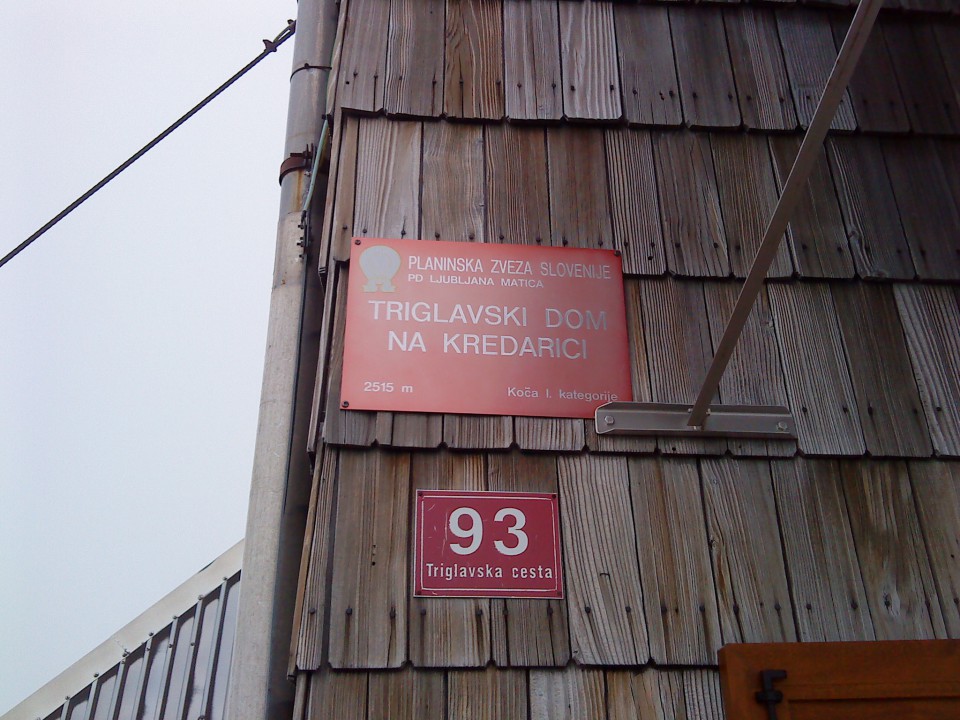 PLANINSKA ZVEZA SLOVENIJE
PD LJUBLJANA MATICA
TRIGLAVSKI DOM
NA KREDARICI
2515 m
Koča I. kategorije
93
Triglavska cesta